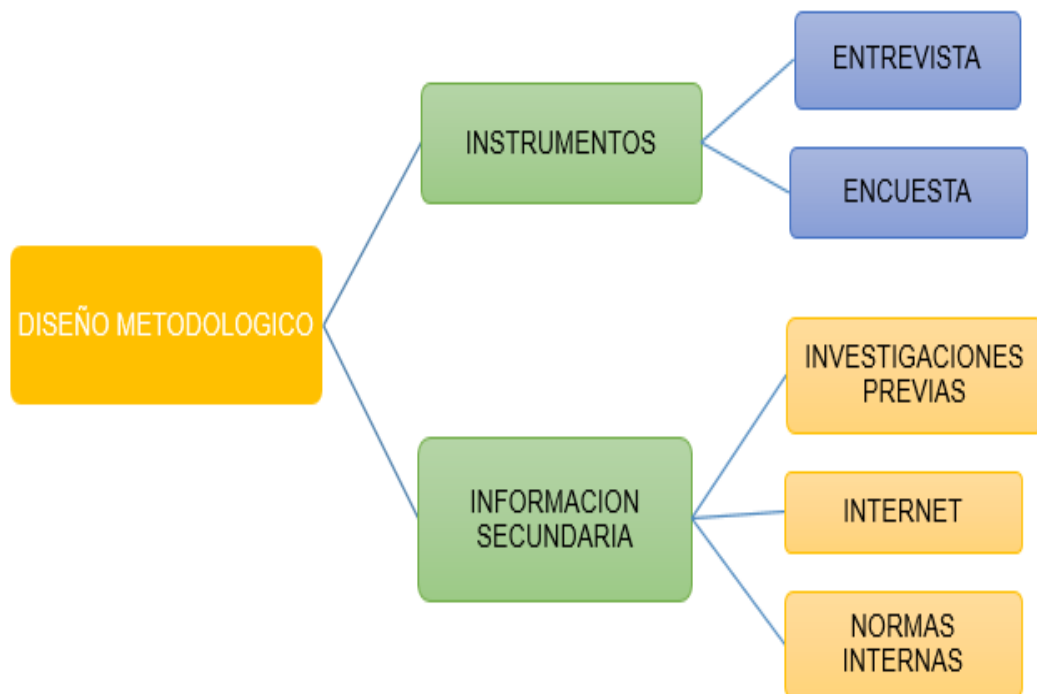 DISEÑO METODOLOGICO
INSTRUMENTOS
ENTREVISTA
ENCUESTA
INFORMACION
SECUNDARIA
INVESTIGACIONES
PREVIAS
INTERNET
NORMAS
INTERNAS